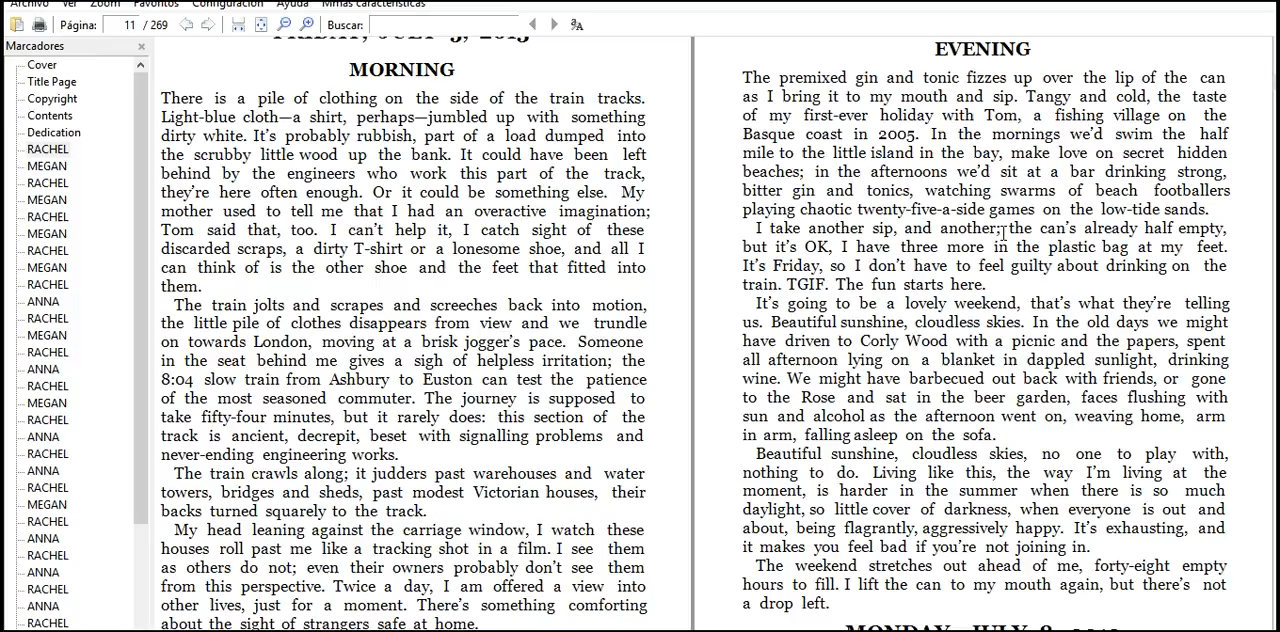 Archivo Ver Zoom Favoritos Configuración Ayuda Mmas características
Página: 11 / 269 Buscar:
Marcadores
Cover
Title Page
Copyright
Contents
Dedication
RACHEL
MEGAN
RACHEL
MEGAN
RACHEL
MEGAN
RACHEL
MEGAN
RACHEL
ANNA
RACHEL
MEGAN
RACHEL
ANNA
RACHEL
MEGAN
RACHEL
ANNA
RACHEL
ANNA
RACHEL
MEGAN
RACHEL
ANNA
RACHEL
ANNA
RACHEL
ANNA
RACHEL
FRIDAY, JULY 5, 2013
MORNING
There is a pile of clothing on the side of the train tracks.
Light-blue cloth—a shirt, perhaps—jumbled up with something
dirty white. It's probably rubbish, part of a load dumped into
the scrubby little wood up the bank. It could have been left
behind by the engineers who work this part of the track,
they're here often enough. Or it could be something else. My
mother used to tell me that I had an overactive imagination;
Tom said that, too. I can't help it, I catch sight of these
discarded scraps, a dirty T-shirt or a lonesome shoe, and all I
can think of is the other shoe and the feet that fitted into
them.
The train jolts and scrapes and screeches back into motion,
the little pile of clothes disappears from view and we trundle
on towards London, moving at a brisk jogger's pace. Someone
in the seat behind me gives a sigh of helpless irritation; the
8:04 slow train from Ashbury to Euston can test the patience
of the most seasoned commuter. The journey is supposed to
take fifty-four minutes, but it rarely does: this section of the
track is ancient, decrepit, beset with signalling problems and
never-ending engineering works.
The train crawls along; it judders past warehouses and water
towers, bridges and sheds, past modest Victorian houses, their
backs turned squarely to the track.
My head leaning against the carriage window, I watch these
houses roll past me like a tracking shot in a film. I see them
as others do not; even their owners probably don't see them
from this perspective. Twice a day, I am offered a view into
other lives, just for a moment. There's something comforting
about the sight of strangers safe at home.
EVENING
The premixed gin and tonic fizzes up over the lip of the can
as I bring it to my mouth and sip. Tangy and cold, the taste
of my first-ever holiday with Tom, a fishing village on the
Basque coast in 2005. In the mornings we'd swim the half
mile to the little island in the bay, make love on secret hidden
beaches; in the afternoons we'd sit at a bar drinking strong,
bitter gin and tonics, watching swarms of beach footballers
playing chaotic twenty-five-a-side games on the low-tide sands.
I take another sip, and another; the can's already half empty,
but it's OK, I have three more in the plastic bag at my feet.
It's Friday, so I don't have to feel guilty about drinking on the
train. TGIF. The fun starts here.
It's going to be a lovely weekend, that's what they're telling
us. Beautiful sunshine, cloudless skies. In the old days we might
have driven to Corly Wood with a picnic and the papers, spent
all afternoon lying on a blanket in dappled sunlight, drinking
wine. We might have barbecued out back with friends, or gone
to the Rose and sat in the beer garden, faces flushing with
sun and alcohol as the afternoon went on, weaving home, arm
in arm, falling asleep on the sofa.
Beautiful sunshine, cloudless skies, no one to play with,
nothing to do. Living like this, the way I'm living at the
moment, is harder in the summer when there is so much
daylight, so little cover of darkness, when everyone is out and
about, being flagrantly, aggressively happy. It's exhausting, and
it makes you feel bad if you're not joining in.
The weekend stretches out ahead of me, forty-eight empty
hours to fill. I lift the can to my mouth again, but there's not
a drop left.
MONDAY, JULY 8, 2013